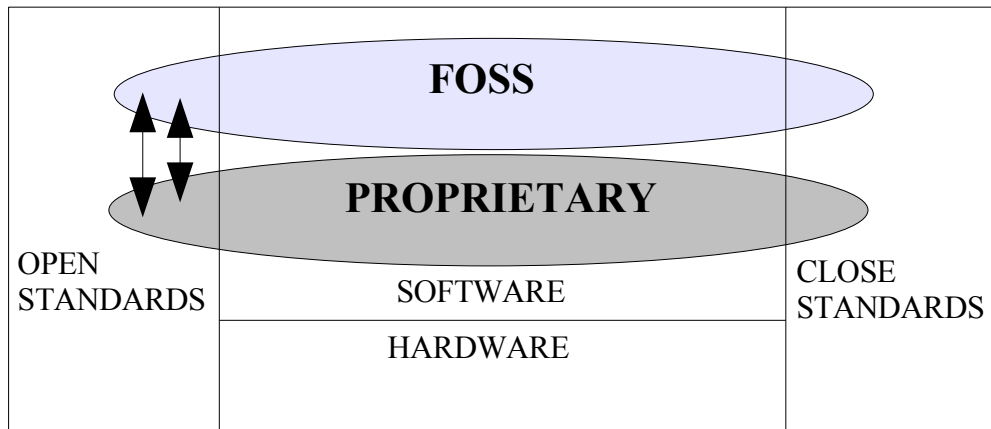 FOSS
PROPRIETARY
OPEN
STANDARDS
SOFTWARE
HARDWARE
CLOSE
STANDARDS